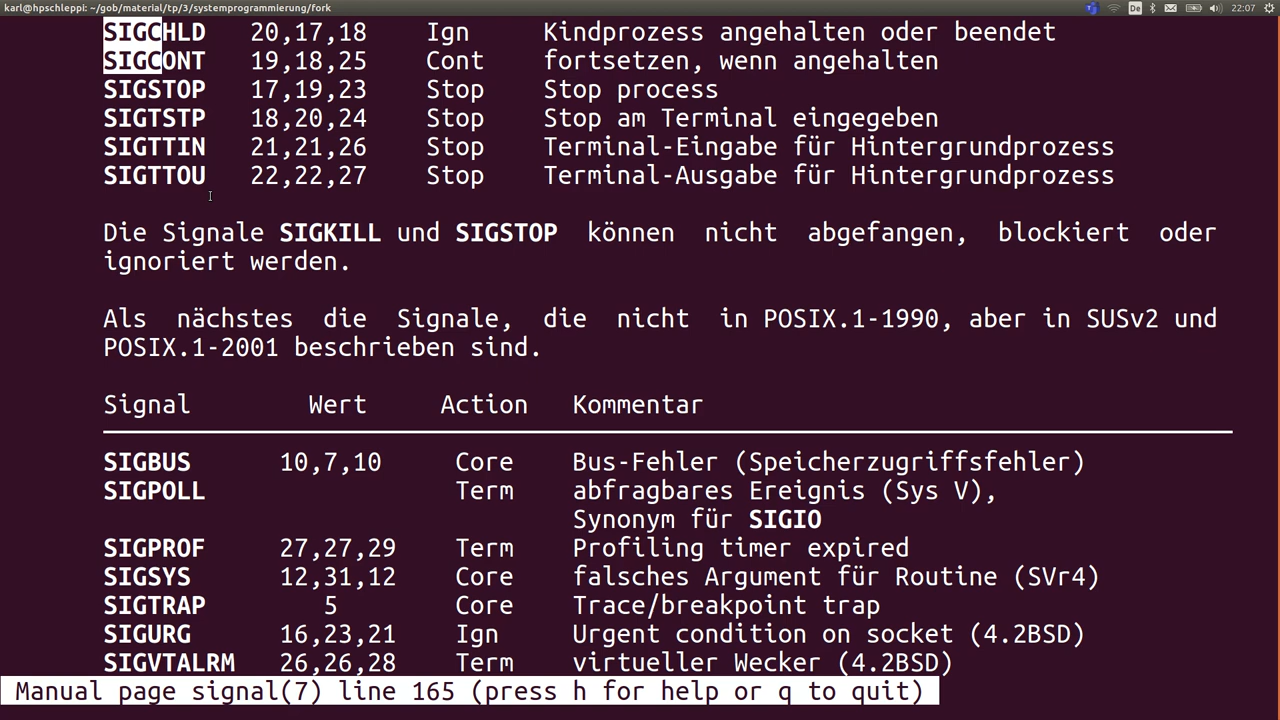 karl@hpschleppi: ~/gob/material/tp/3/systemprogrammierung/fork De 22:07
SIGCHLD 20,17,18 Ign Kindprozess angehalten oder beendet
SIGCONT 19,18,25 Cont fortsetzen, wenn angehalten
SIGSTOP 17,19,23 Stop Stop process
SIGTSTP 18,20,24 Stop Stop am Terminal eingegeben
SIGTTIN 21,21,26 Stop Terminal-Eingabe für Hintergrundprozess
SIGTTOU 22,22,27 Stop Terminal-Ausgabe für Hintergrundprozess
Die Signale SIGKILL und SIGSTOP können nicht abgefangen, blockiert oder
ignoriert werden.
Als nächstes die Signale, die nicht in POSIX.1-1990, aber in SUSv2 und
POSIX.1-2001 beschrieben sind.
Signal Wert Action Kommentar
SIGBUS 10,7,10 Core Bus-Fehler (Speicherzugriffsfehler)
SIGPOLL Term abfragbares Ereignis (Sys V),
Synonym für SIGIO
SIGPROF 27,27,29 Term Profiling timer expired
SIGSYS 12,31,12 Core falsches Argument für Routine (SVr4)
SIGTRAP 5 Core Trace/breakpoint trap
SIGURG 16,23,21 Ign Urgent condition on socket (4.2BSD)
SIGVTALRM 26,26,28 Term virtueller Wecker (4.2BSD)
Manual page signal(7) line 165 (press h for help or q to quit)